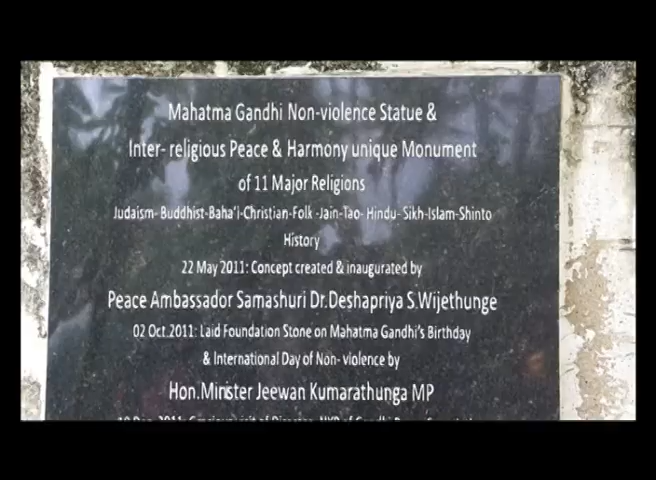 Mahatma Gandhi Non-violence Statue &
Inter- religious Peace & Harmony unique Monument
of 11 Major Religions
Judaism- Buddhist-Baha'I-Christian-Folk -Jain-Tao- Hindu- Sikh-Islam-Shinto
History
22 May 2011: Concept created & inaugurated by
Peace Ambassador Samashuri Dr.Deshapriya S.Wijethunge
02 Oct.2011: Laid Foundation Stone on Mahatma Gandhi's Birthday
& International Day of Non- violence by
Hon.Minister Jeewan Kumarathunga MP